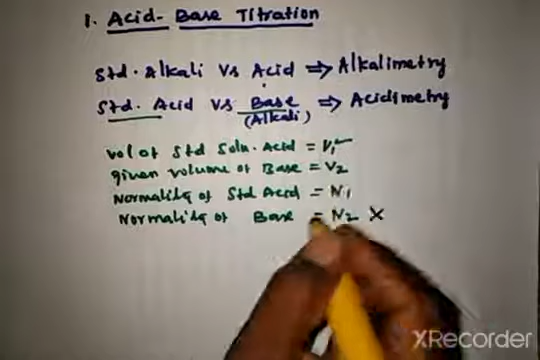 1. Acid-Base Titration
Std. Alkali Vs Acid ⇒ Alkalimetry
Std. Acid Vs Base ⇒ Acidimetry
(Alkali)
Vol of Std Soln. Acid = V₁
given volume of Base = V₂
Normality of Std Acid = N₁
Normality of Base = N₂ ×
XRecorder